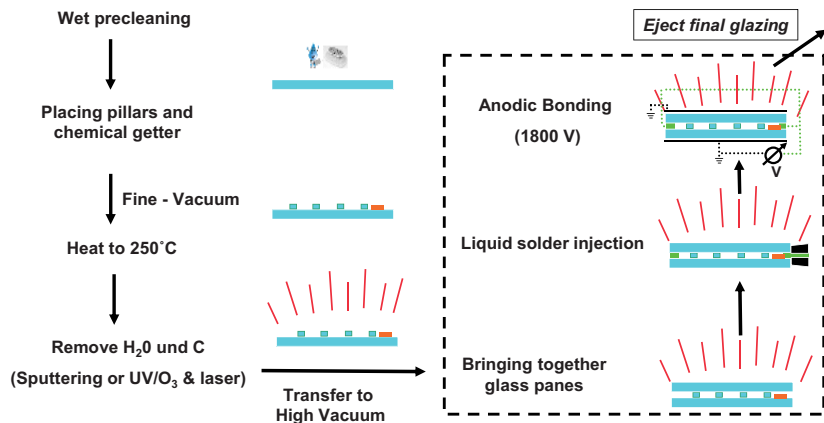 Wet precleaning
Placing pillars and
chemical getter
Fine - Vacuum
Heat to 250°C
Remove H₂0 und C
(Sputtering or UV/O₃ & laser)
Transfer to
High Vacuum
Bringing together
glass panes
Liquid solder injection
Anodic Bonding
(1800 V)
V
Eject final glazing